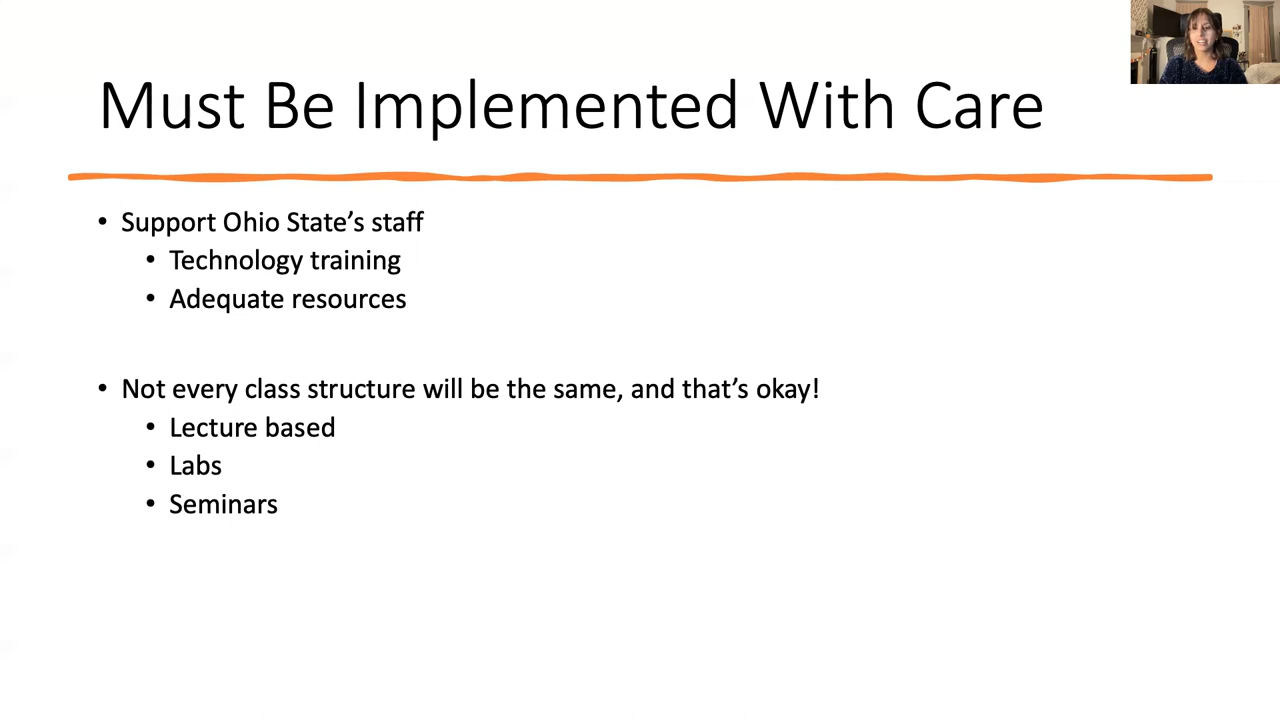 Must Be Implemented With Care
• Support Ohio State’s staff
• Technology training
• Adequate resources
• Not every class structure will be the same, and that’s okay!
• Lecture based
• Labs
• Seminars